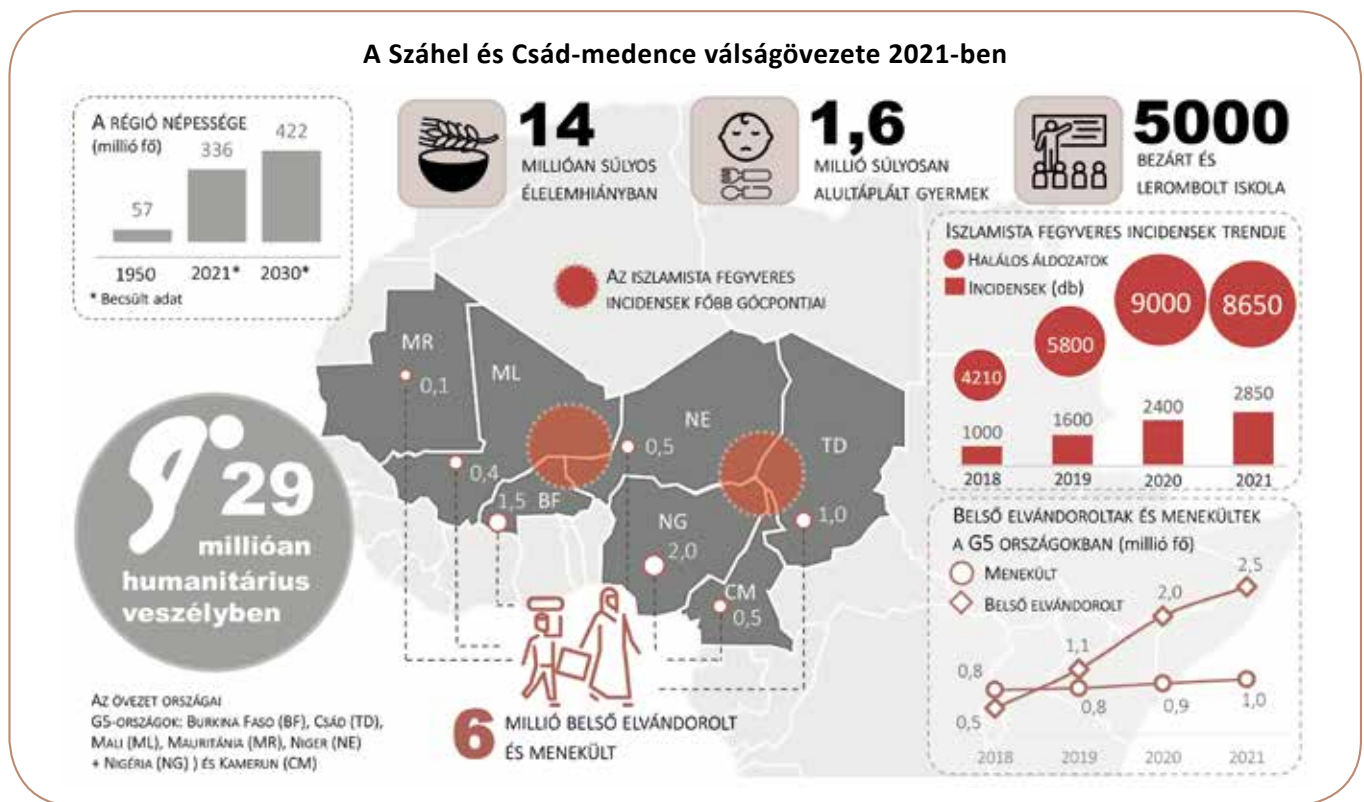 A Száhel és Csád-medence válságövezete 2021-ben
A RÉGIÓ NÉPESSÉGE
(millió fő)
57
336
422
1950
2021*
2030*
* Becsült adat
14
MILLIÓAN SÚLYOS
ÉLELEMHIÁNYBAN
1,6
MILLIÓ SÚLYOSAN
ALULTÁPLÁLT GYERMEK
5000
BEZÁRT ÉS
LEROMBOLT ISKOLA
AZ ISZLAMISTA FEGYVERES
INCIDENSEK FŐBB GÓCPONTJAI
ISZLAMISTA FEGYVERES INCIDENSEK TRENDJE
HALÁLOS ÁLDOZATOK
INCIDENSEK (db)
4210
5800
9000
8650
1000
1600
2400
2850
2018
2019
2020
2021
MR
0,1
ML
0,4
NE
0,5
TD
1,0
BF
1,5
NG
2,0
CM
0,5
29
millióan
humanitárius
veszélyben
BELSŐ ELVÁNDOROLTAK ÉS MENEKÜLTEK
A G5 ORSZÁGOKBAN (millió fő)
MENEKÜLT
BELSŐ ELVÁNDOROLT
0,8
0,8
0,9
1,0
0,5
1,1
2,0
2,5
2018
2019
2020
2021
6
MILLIÓ BELSŐ ELVÁNDOROLT
ÉS MENEKÜLT
AZ ÖVEZET ORSZÁGAI
G5-ORSZÁGOK: BURKINA FASO (BF), CSÁD (TD),
MALI (ML), MAURITÁNIA (MR), NIGER (NE)
+ NIGÉRIA (NG) ) ÉS KAMERUN (CM)